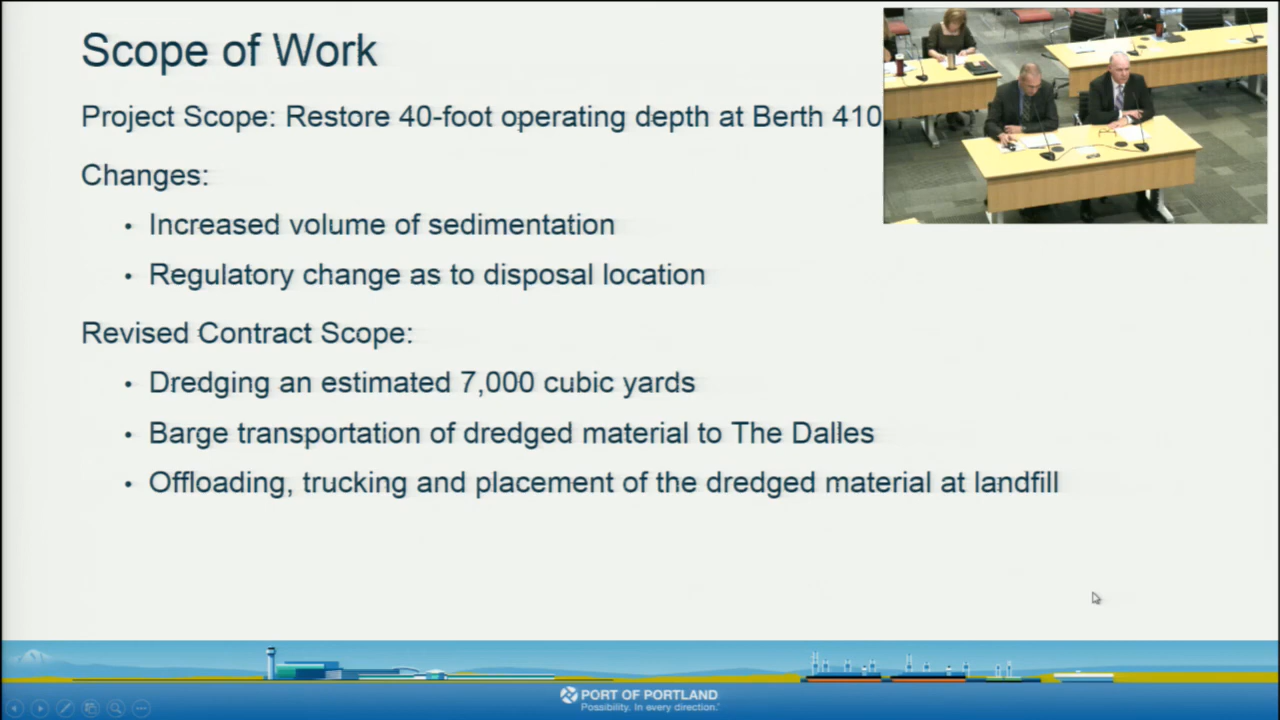 Scope of Work
Project Scope: Restore 40-foot operating depth at Berth 410
Changes:
• Increased volume of sedimentation
• Regulatory change as to disposal location
Revised Contract Scope:
• Dredging an estimated 7,000 cubic yards
• Barge transportation of dredged material to The Dalles
• Offloading, trucking and placement of the dredged material at landfill
PORT OF PORTLAND
Possibility. In every direction.